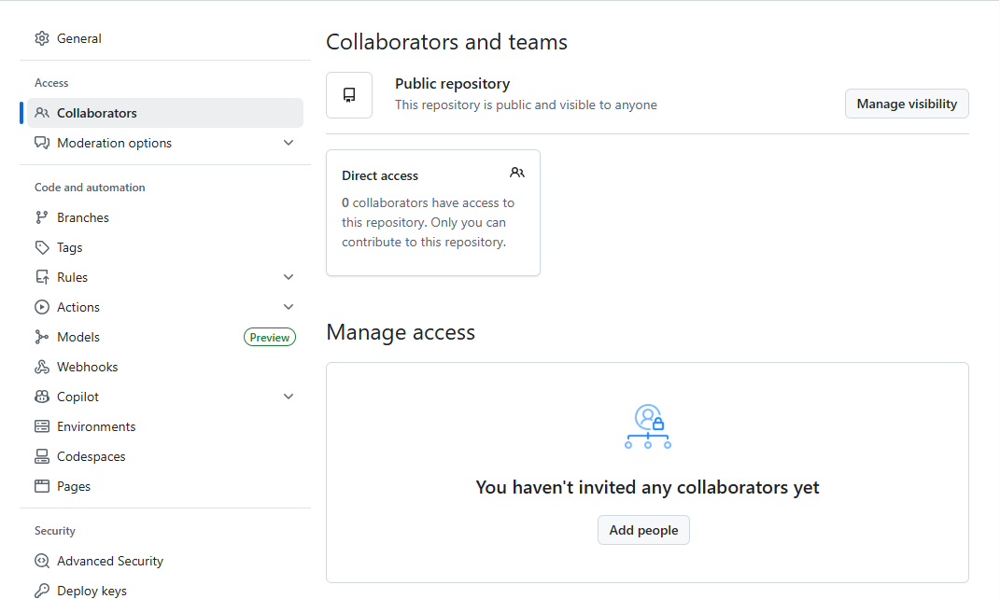 General
Access
Collaborators
Moderation options
Code and automation
Branches
Tags
Rules
Actions
Models Preview
Webhooks
Copilot
Environments
Codespaces
Pages
Security
Advanced Security
Deploy keys
Collaborators and teams
Public repository
This repository is public and visible to anyone
Manage visibility
Direct access
0 collaborators have access to
this repository. Only you can
contribute to this repository.
Manage access
You haven't invited any collaborators yet
Add people